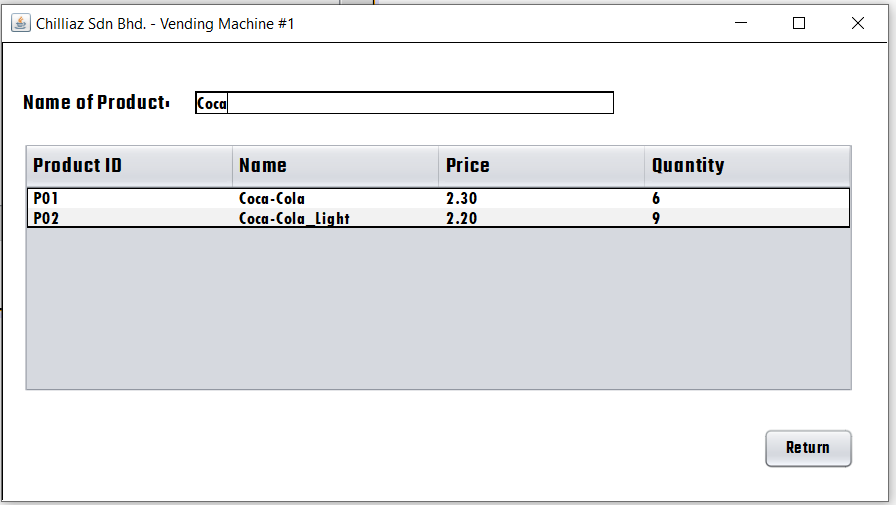 Chilliaz Sdn Bhd. - Vending Machine #1
Name of Product: Coca
Product ID Name Price Quantity
P01 Coca-Cola 2.30 6
P02 Coca-Cola_Light 2.20 9
Return